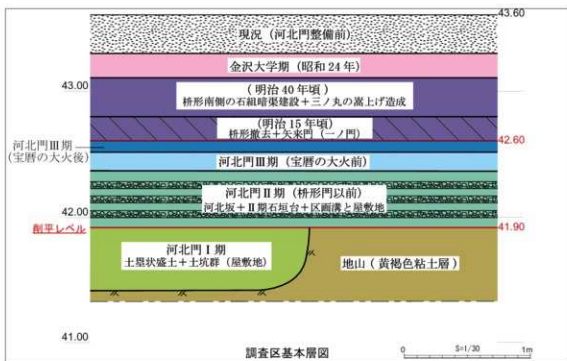 43.60
現況（河北門整備前）
金沢大学期（昭和24年）
43.00
（明治40年頃）
枡形南側の石組暗渠建設＋三ノ丸の嵩上げ造成
（明治15年頃）
枡形撤去＋矢来門（一ノ門）
42.60
河北門Ⅲ期
（宝暦の大火後）
河北門Ⅲ期（宝暦の大火前）
河北門Ⅱ期（枡形門以前）
河北坂＋Ⅱ期石垣台＋区画溝と屋敷地
42.00
削平レベル
41.90
河北門Ⅰ期
土塁状盛土＋土坑群（屋敷地）
地山（黄褐色粘土層）
41.00
調査区基本層図
S=1/30
0
1m